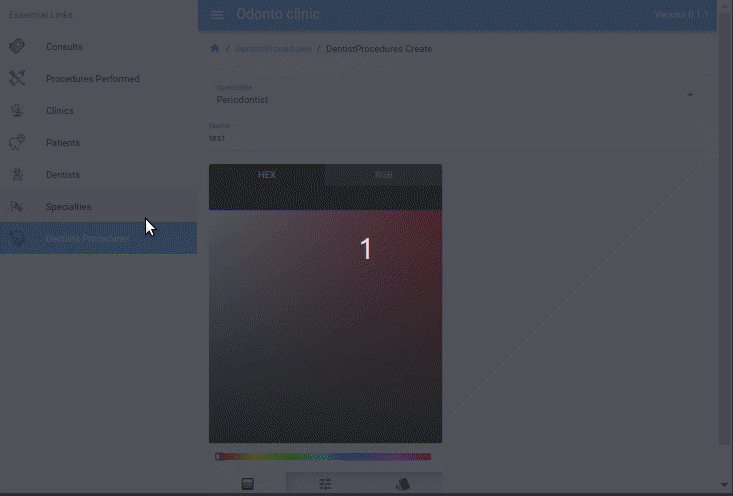 Essential Links
Odonto clinic
Version 0.1.1
Consults
Procedures Performed
Clinics
Patients
Dentists
Specialties
Dentists Procedures
/ DentistProcedures / DentistProcedures Create
Specialtie
Periodontist
Name
test
HEX
RGB
1